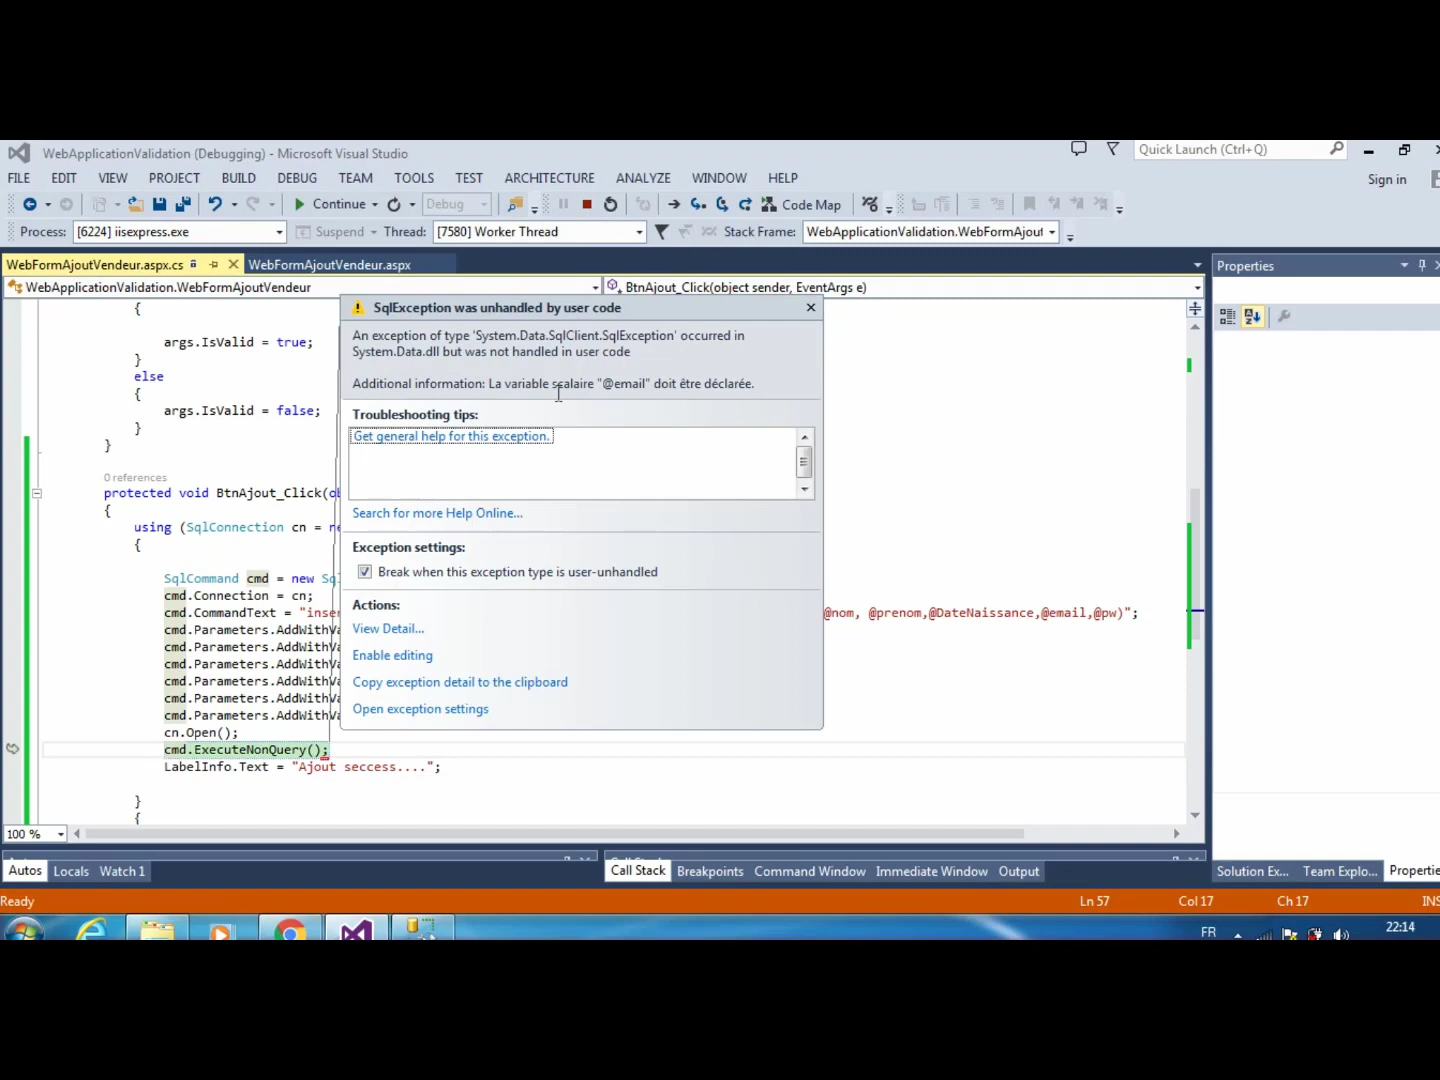 WebApplicationValidation (Debugging) - Microsoft Visual Studio
Quick Launch (Ctrl+Q)
FILE EDIT VIEW PROJECT BUILD DEBUG TEAM TOOLS TEST ARCHITECTURE ANALYZE WINDOW HELP
Sign in
Continue Debug Code Map
Process: [6224] iisexpress.exe Suspend Thread: [7580] Worker Thread Stack Frame: WebApplicationValidation.WebFormAjout
WebFormAjoutVendeur.aspx.cs WebFormAjoutVendeur.aspx
Properties
WebApplicationValidation.WebFormAjoutVendeur BtnAjout_Click(object sender, EventArgs e)
{
args.IsValid = true;
}
else
{
args.IsValid = false;
}
}
0 references
protected void BtnAjout_Click(
{
using (SqlConnection cn =
{
SqlCommand cmd = new
cmd.Connection = cn;
cmd.CommandText = @nom, @prenom,@DateNaissance,@email,@pw)";
cmd.Parameters.AddWithVa
cmd.Parameters.AddWithVa
cmd.Parameters.AddWithVa
cmd.Parameters.AddWithVa
cmd.Parameters.AddWithVa
cmd.Parameters.AddWithVa
cn.Open();
cmd.ExecuteNonQuery();
LabelInfo.Text = "Ajout seccess....";
}
{
SqlException was unhandled by user code
An exception of type 'System.Data.SqlClient.SqlException' occurred in
System.Data.dll but was not handled in user code
Additional information: La variable scalaire "@email" doit être déclarée.
Troubleshooting tips:
Get general help for this exception.
Search for more Help Online...
Exception settings:
Break when this exception type is user-unhandled
Actions:
View Detail...
Enable editing
Copy exception detail to the clipboard
Open exception settings
100 %
Autos Locals Watch 1
Call Stack Breakpoints Command Window Immediate Window Output
Solution Ex... Team Explo... Propertie
Ready Ln 57 Col 17 Ch 17 INS
FR 22:14